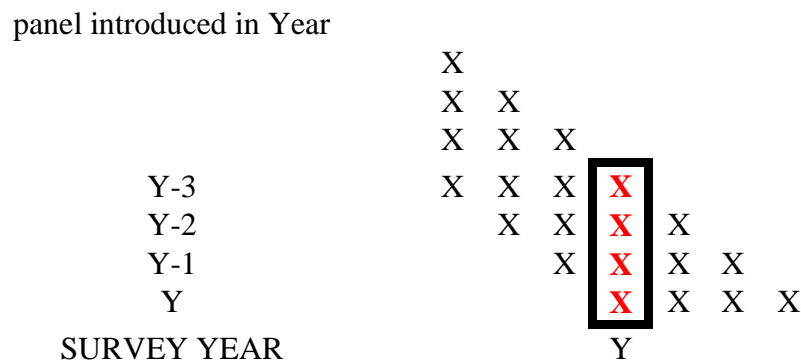 panel introduced in Year
X
X X
X X X
Y-3 X X X X
Y-2 X X X X
Y-1 X X X X
Y X X X X
SURVEY YEAR Y